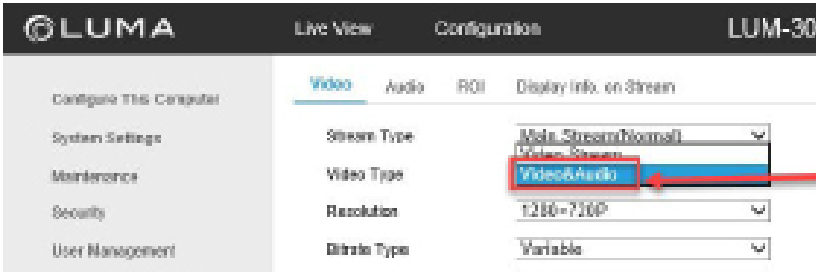 LUMA Live View Configuration LUM-30
Video Audio ROI Display Info. on Stream
Configure This Computer
System Settings
Maintenance
Security
User Management
Stream Type Main Stream(Normal)
Video Stream
Video Type Video&Audio
Resolution 1280*720P
Bitrate Type Variable